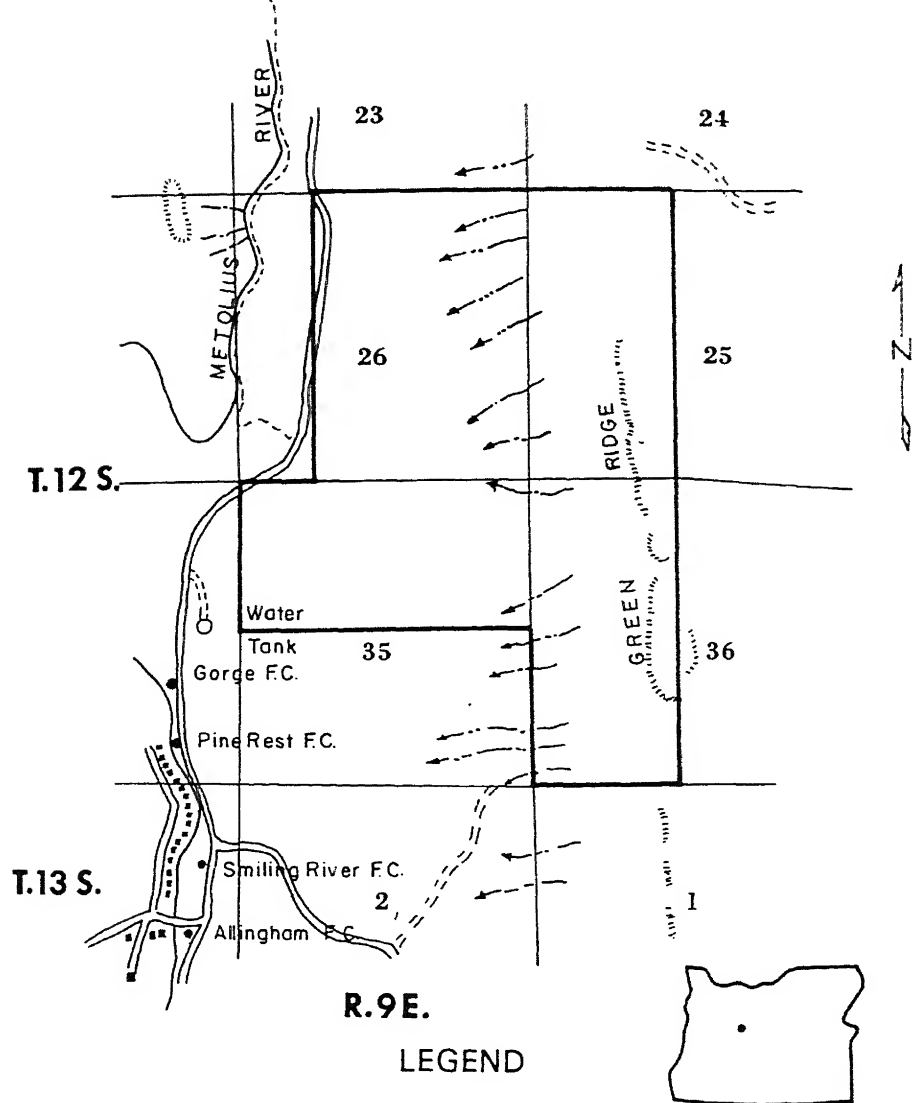 RIVER
23
24
METOLIUS
26
25
RIDGE
T.12 S.
N
Water
Tank
35
GREEN
36
Gorge F.C.
Pine Rest F.C.
Smiling River F.C.
T.13 S.
2
1
Allingham F.C.
R.9E.
LEGEND